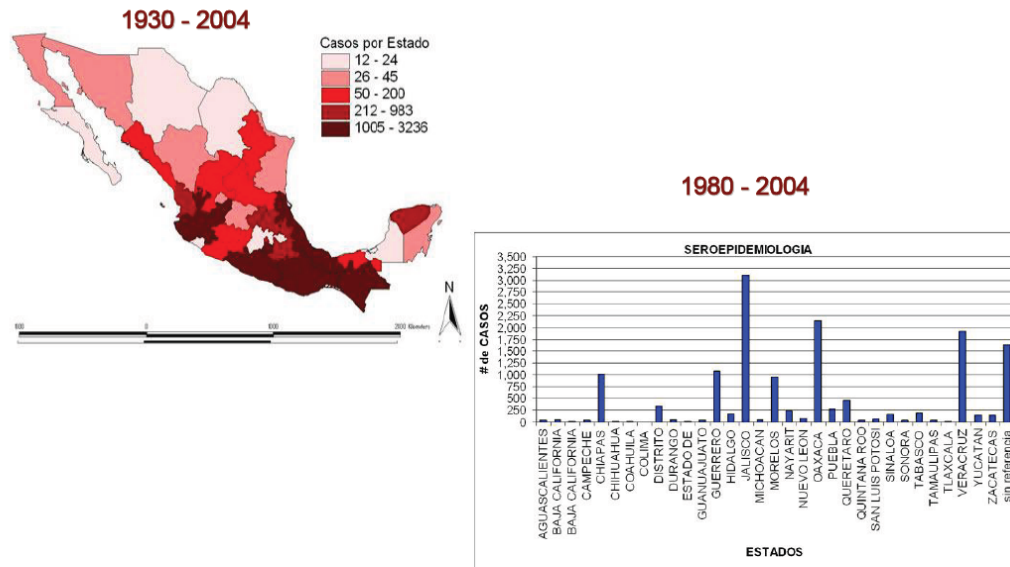 1930 - 2004
Casos por Estado
12 - 24
26 - 45
50 - 200
212 - 983
1005 - 3236
N
0
1980 - 2004
SEROEPIDEMIOLOGIA
# de CASOS
3,500
3,250
3,000
2,750
2,500
2,250
2,000
1,750
1,500
1,250
1,000
750
500
250
0
AGUASCALIENTES
BAJA CALIFORNIA
BAJA CALIFORNIA
CAMPECHE
CHIAPAS
CHIHUAHUA
COAHUILA
COLIMA
DISTRITO
DURANGO
ESTADO DE
GUANAJUATO
GUERRERO
HIDALGO
JALISCO
MICHOACAN
MORELOS
NAYARIT
NUEVO LEON
OAXACA
PUEBLA
QUERETARO
QUINTANA ROO
SAN LUIS POTOSI
SINALOA
SONORA
TABASCO
TAMAULIPAS
TLAXCALA
VERACRUZ
YUCATAN
ZACATECAS
sin referencia
ESTADOS